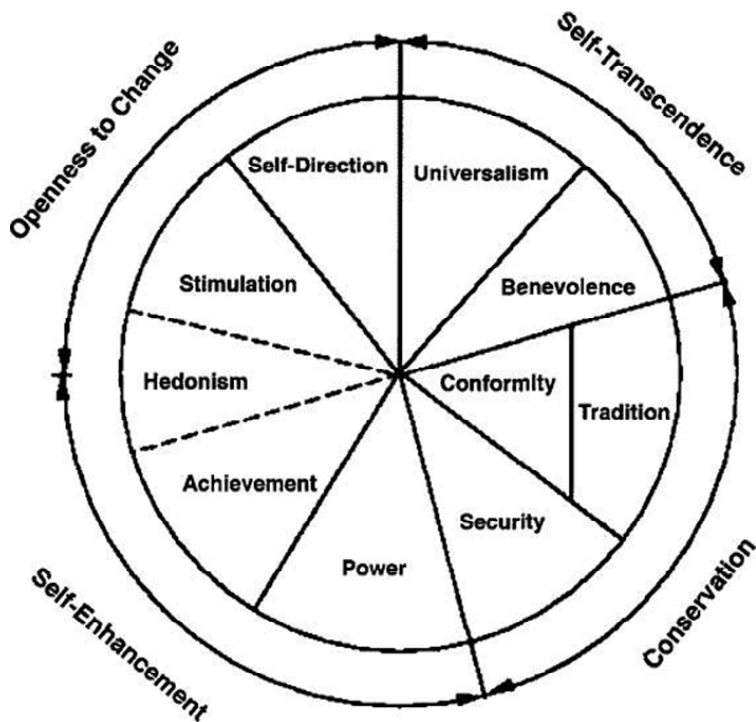 Openness to Change
Self-Transcendence
Self-Direction
Universalism
Stimulation
Benevolence
Hedonism
Conformity
Tradition
Achievement
Security
Power
Self-Enhancement
Conservation